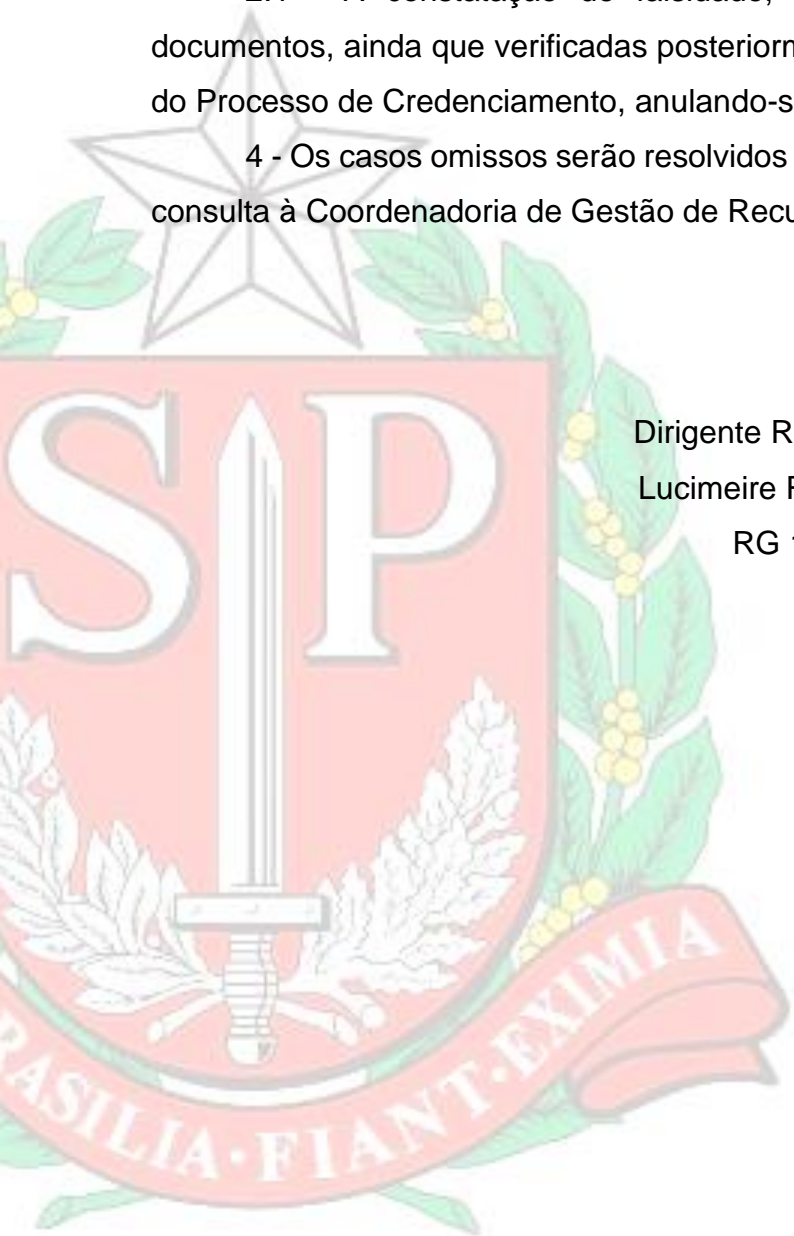 documentos, ainda que verificadas posteriorm
do Processo de Credenciamento, anulando-s
4 - Os casos omissos serão resolvidos
consulta à Coordenadoria de Gestão de Recu
Dirigente R
Lucimeire
RG
SP
BRASILIA·FIANT·EXIMIA